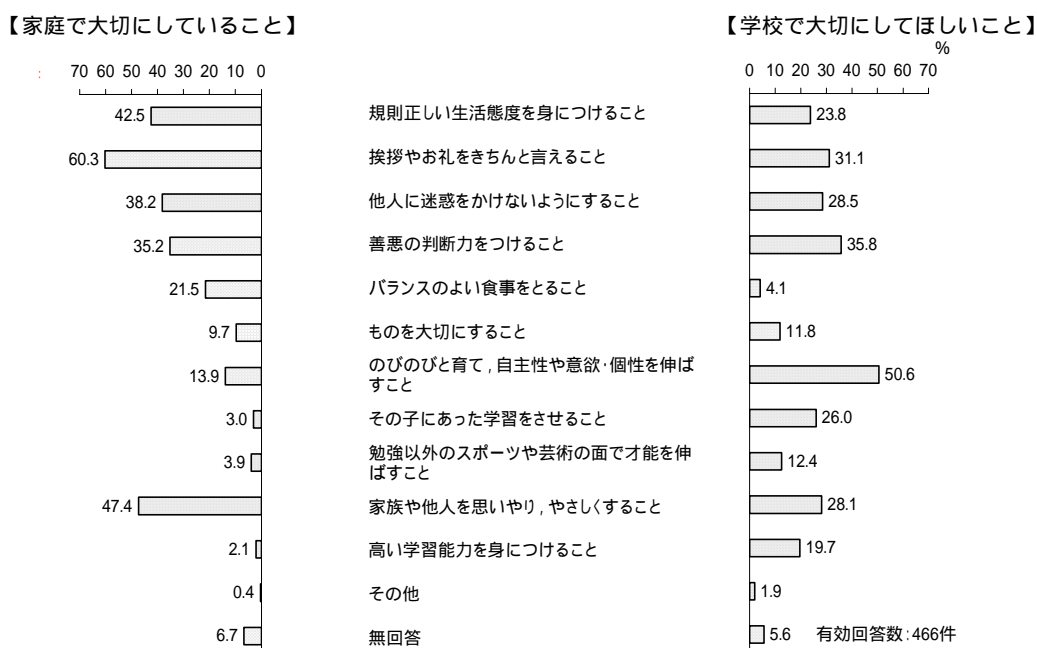 【家庭で大切にしていること】
【学校で大切にしてほしいこと】
%
70 60 50 40 30 20 10 0
0 10 20 30 40 50 60 70
42.5 規則正しい生活態度を身につけること 23.8
60.3 挨拶やお礼をきちんと言えること 31.1
38.2 他人に迷惑をかけないようにすること 28.5
35.2 善悪の判断力をつけること 35.8
21.5 バランスのよい食事をとること 4.1
9.7 ものを大切にすること 11.8
13.9 のびのびと育て,自主性や意欲・個性を伸ば
すこと 50.6
3.0 その子にあった学習をさせること 26.0
3.9 勉強以外のスポーツや芸術の面で才能を伸
ばすこと 12.4
47.4 家族や他人を思いやり,やさしくすること 28.1
2.1 高い学習能力を身につけること 19.7
0.4 その他 1.9
6.7 無回答 5.6 有効回答数:466件